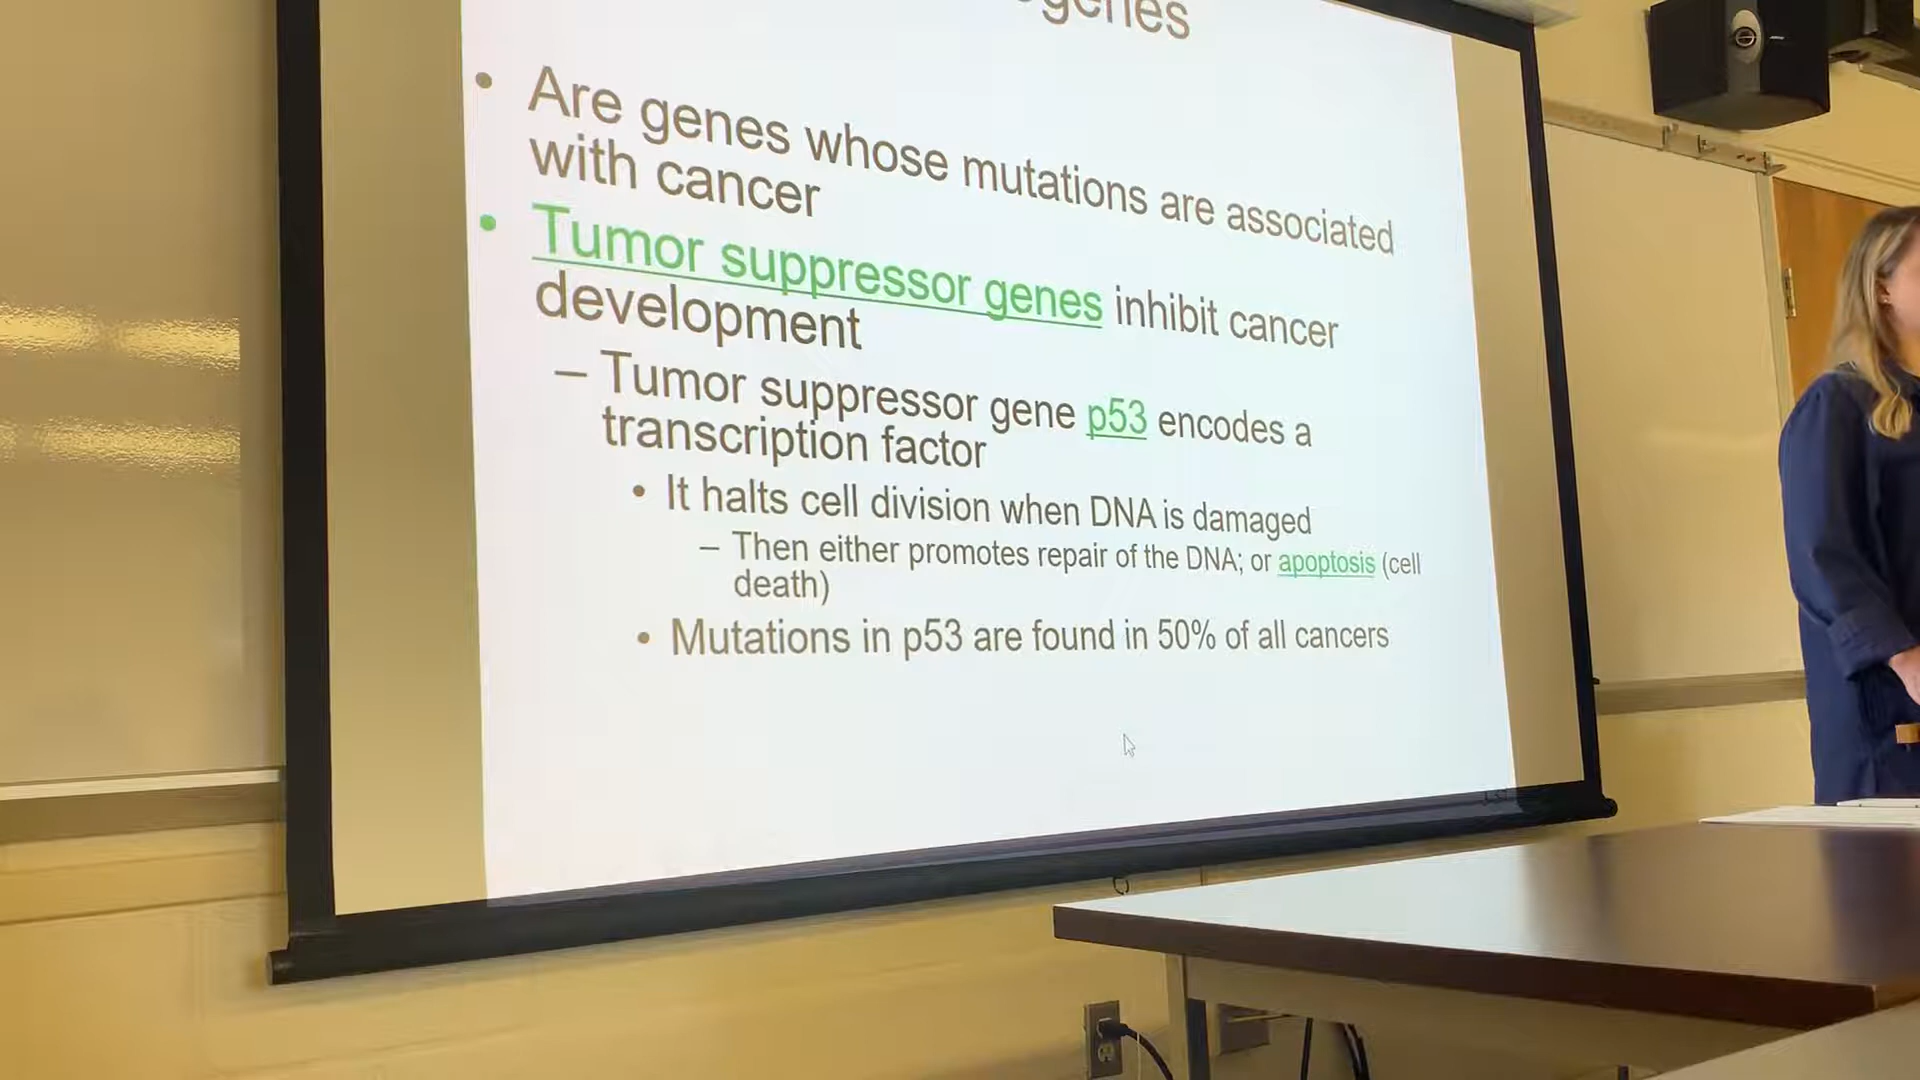 • Are genes whose mutations are associated
with cancer
• Tumor suppressor genes inhibit cancer
development
– Tumor suppressor gene p53 encodes a
transcription factor
• It halts cell division when DNA is damaged
– Then either promotes repair of the DNA; or apoptosis (cell
death)
• Mutations in p53 are found in 50% of all cancers